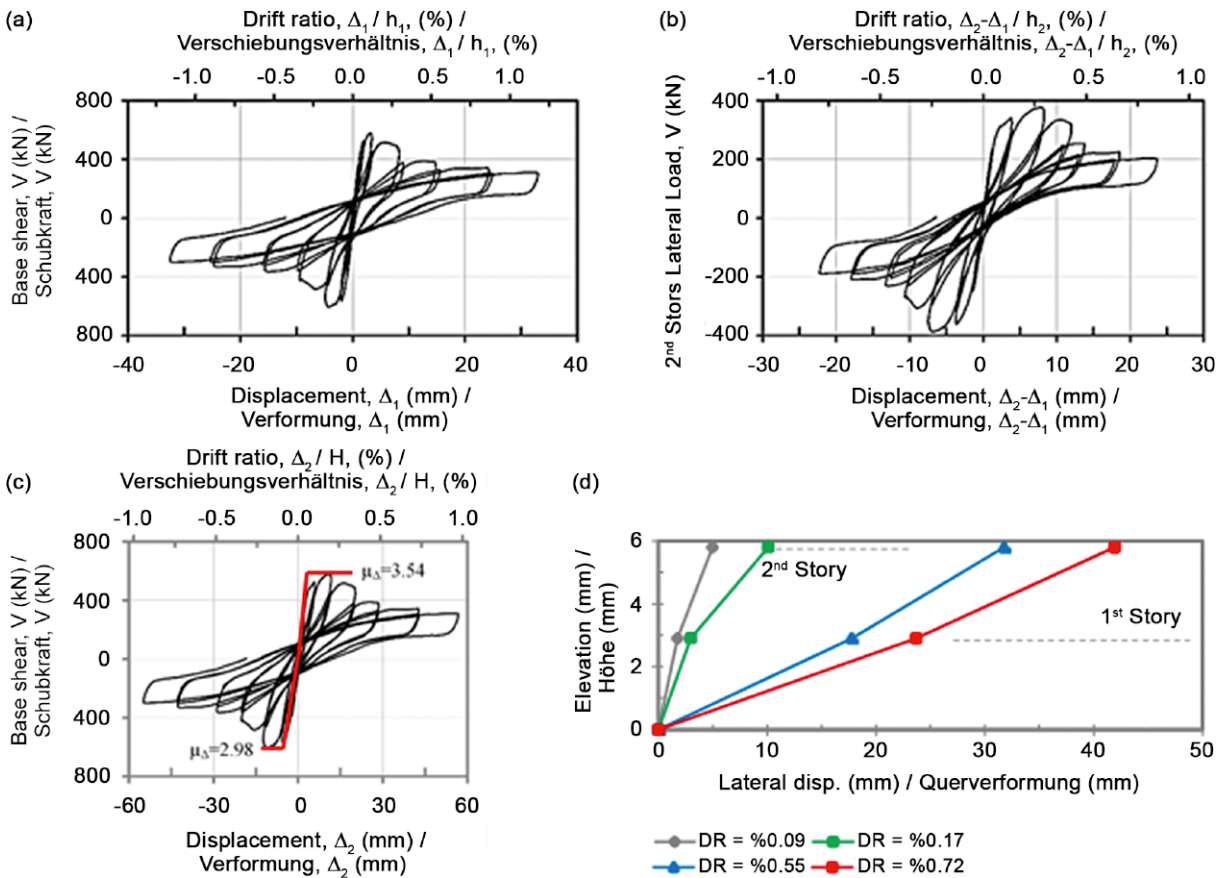 (a)
Drift ratio, Δ1 / h1, (%) /
Verschiebungsverhältnis, Δ1 / h1, (%)
-1.0 -0.5 0.0 0.5 1.0
Base shear, V (kN) /
Schubkraft, V (kN)
800
400
0
400
800
-40 -20 0 20 40
Displacement, Δ1 (mm) /
Verformung, Δ1 (mm)
(b)
Drift ratio, Δ2-Δ1 / h2, (%) /
Verschiebungsverhältnis, Δ2-Δ1 / h2, (%)
-1.0 -0.5 0.0 0.5 1.0
2nd Stors Lateral Load, V (kN)
400
200
0
-200
-400
-30 -20 -10 0 10 20 30
Displacement, Δ2-Δ1 (mm) /
Verformung, Δ2-Δ1 (mm)
(c)
Drift ratio, Δ2 / H, (%) /
Verschiebungsverhältnis, Δ2 / H, (%)
-1.0 -0.5 0.0 0.5 1.0
Base shear, V (kN) /
Schubkraft, V (kN)
800
400
0
400
800
μΔ=3.54
μΔ=2.98
-60 -30 0 30 60
Displacement, Δ2 (mm) /
Verformung, Δ2 (mm)
(d)
Elevation (mm) /
Höhe (mm)
6
4
2
0
2nd Story
1st Story
0 10 20 30 40 50
Lateral disp. (mm) / Querverformung (mm)
DR = %0.09 DR = %0.17
DR = %0.55 DR = %0.72